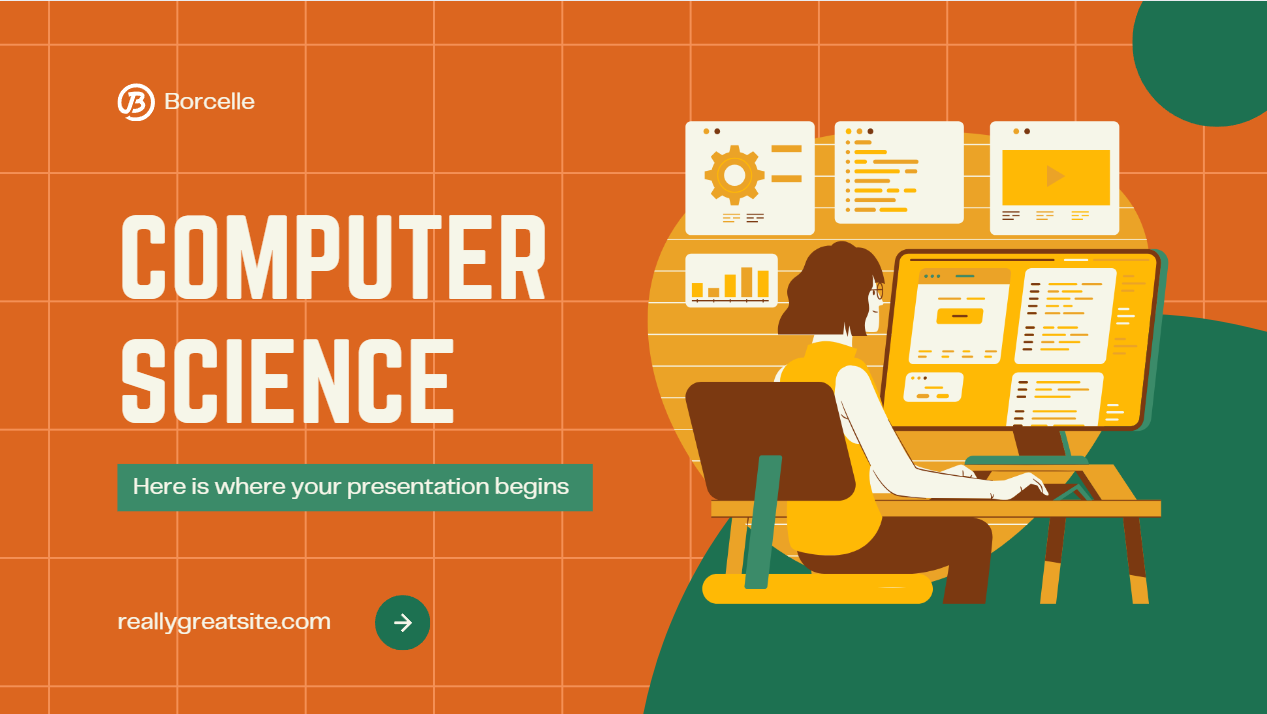 Borcelle
COMPUTER
SCIENCE
Here is where your presentation begins
reallygreatsite.com